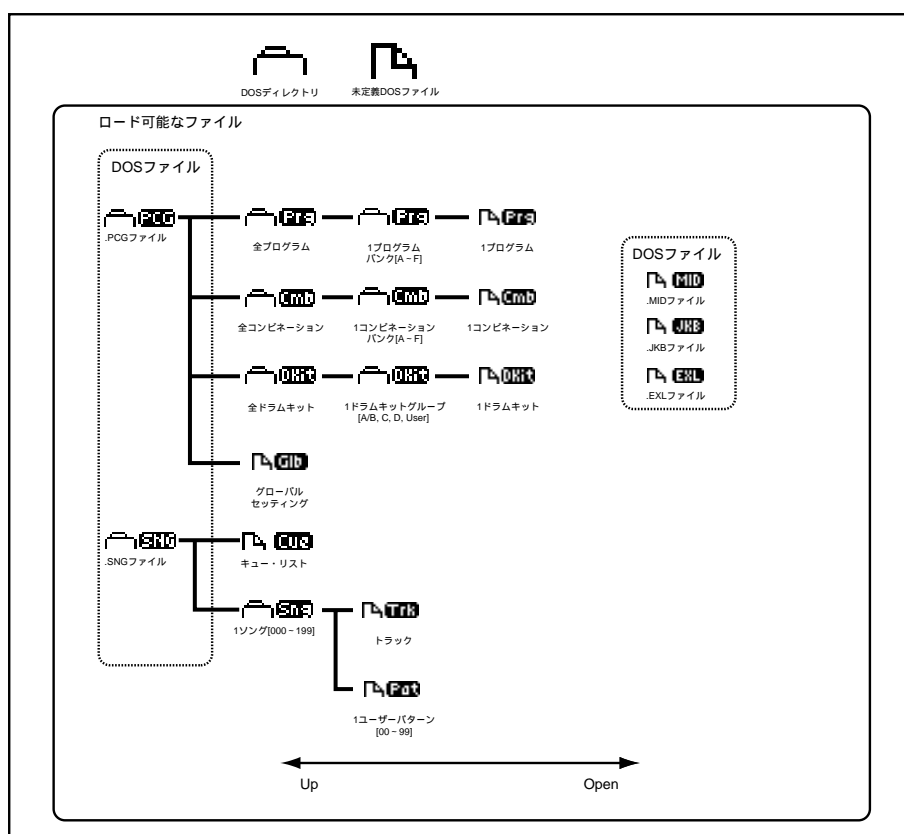 DOSディレクトリ
未定義DOSファイル
ロード可能なファイル
DOSファイル
PCG
.PCGファイル
Prg
全プログラム
Prg
1プログラム
バンク[A~F]
Prg
1プログラム
Cmb
全コンビネーション
Cmb
1コンビネーション
バンク[A~F]
Cmb
1コンビネーション
DKit
全ドラムキット
DKit
1ドラムキットグループ
[A/B, C, D, User]
DKit
1ドラムキット
Glb
グローバル
セッティング
SNG
.SNGファイル
Cue
キュー・リスト
Sng
1ソング[000~199]
Trk
トラック
Pat
1ユーザーパターン
[00~99]
DOSファイル
MID
.MIDファイル
JKB
.JKBファイル
EXL
.EXLファイル
Up
Open